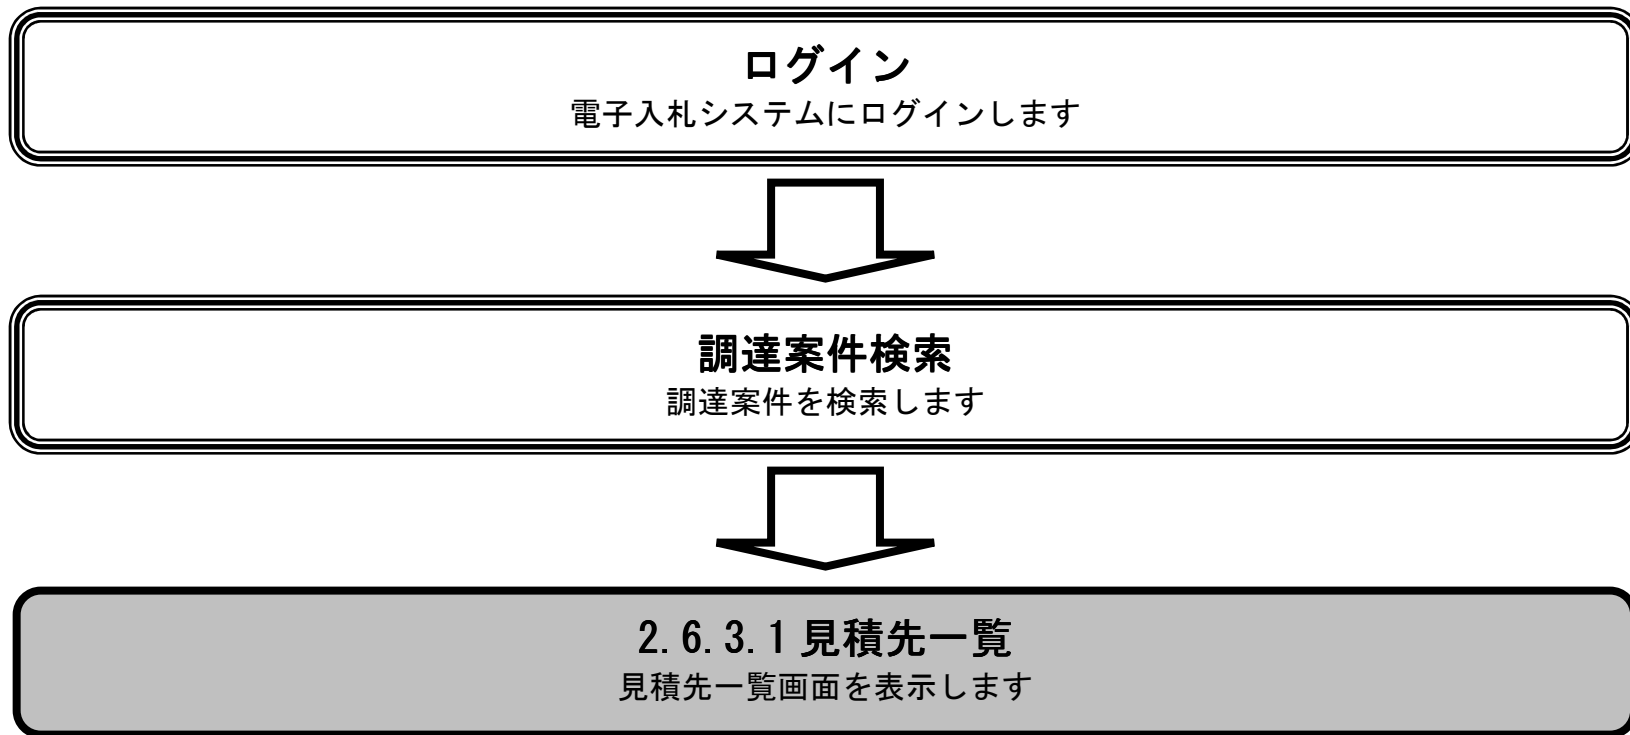 ログイン
電子入札システムにログインします
調達案件検索
調達案件を検索します
2.6.3.1 見積先一覧
見積先一覧画面を表示します